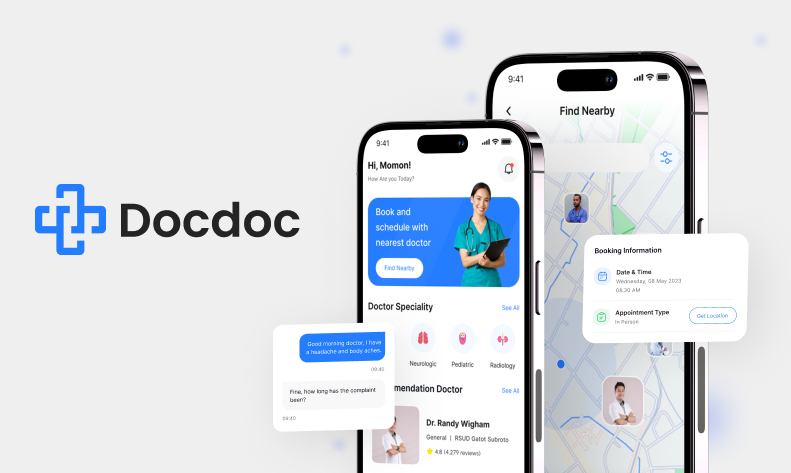 Docdoc
9:41
Hi, Momon!
How Are you Today?
Book and
schedule with
nearest doctor
Find Nearby
Doctor Speciality
See All
Neurologic
Pediatric
Radiology
mendation Doctor
See All
Dr. Randy Wigham
General | RSUD Gatot Subroto
4.8 (4,279 reviews)
Good morning doctor, I have
a headache and body aches.
09:40
Fine, how long has the complaint
been?
09:40
9:41
Find Nearby
Booking Information
Date & Time
Wednesday, 08 May 2023
08.30 AM
Appointment Type
In Person
Get Location